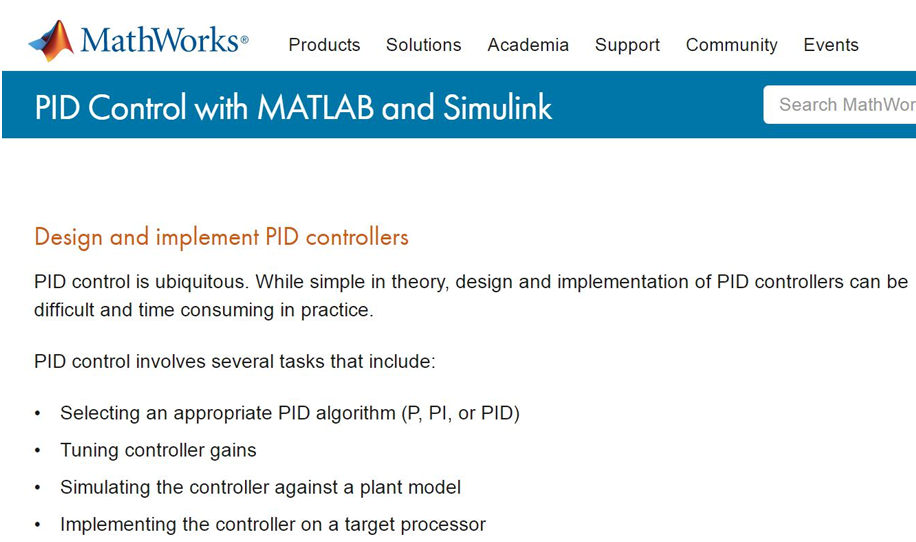 MathWorks®
Products Solutions Academia Support Community Events
PID Control with MATLAB and Simulink
Search MathWor
Design and implement PID controllers
PID control is ubiquitous. While simple in theory, design and implementation of PID controllers can be
difficult and time consuming in practice.
PID control involves several tasks that include:
• Selecting an appropriate PID algorithm (P, PI, or PID)
• Tuning controller gains
• Simulating the controller against a plant model
• Implementing the controller on a target processor